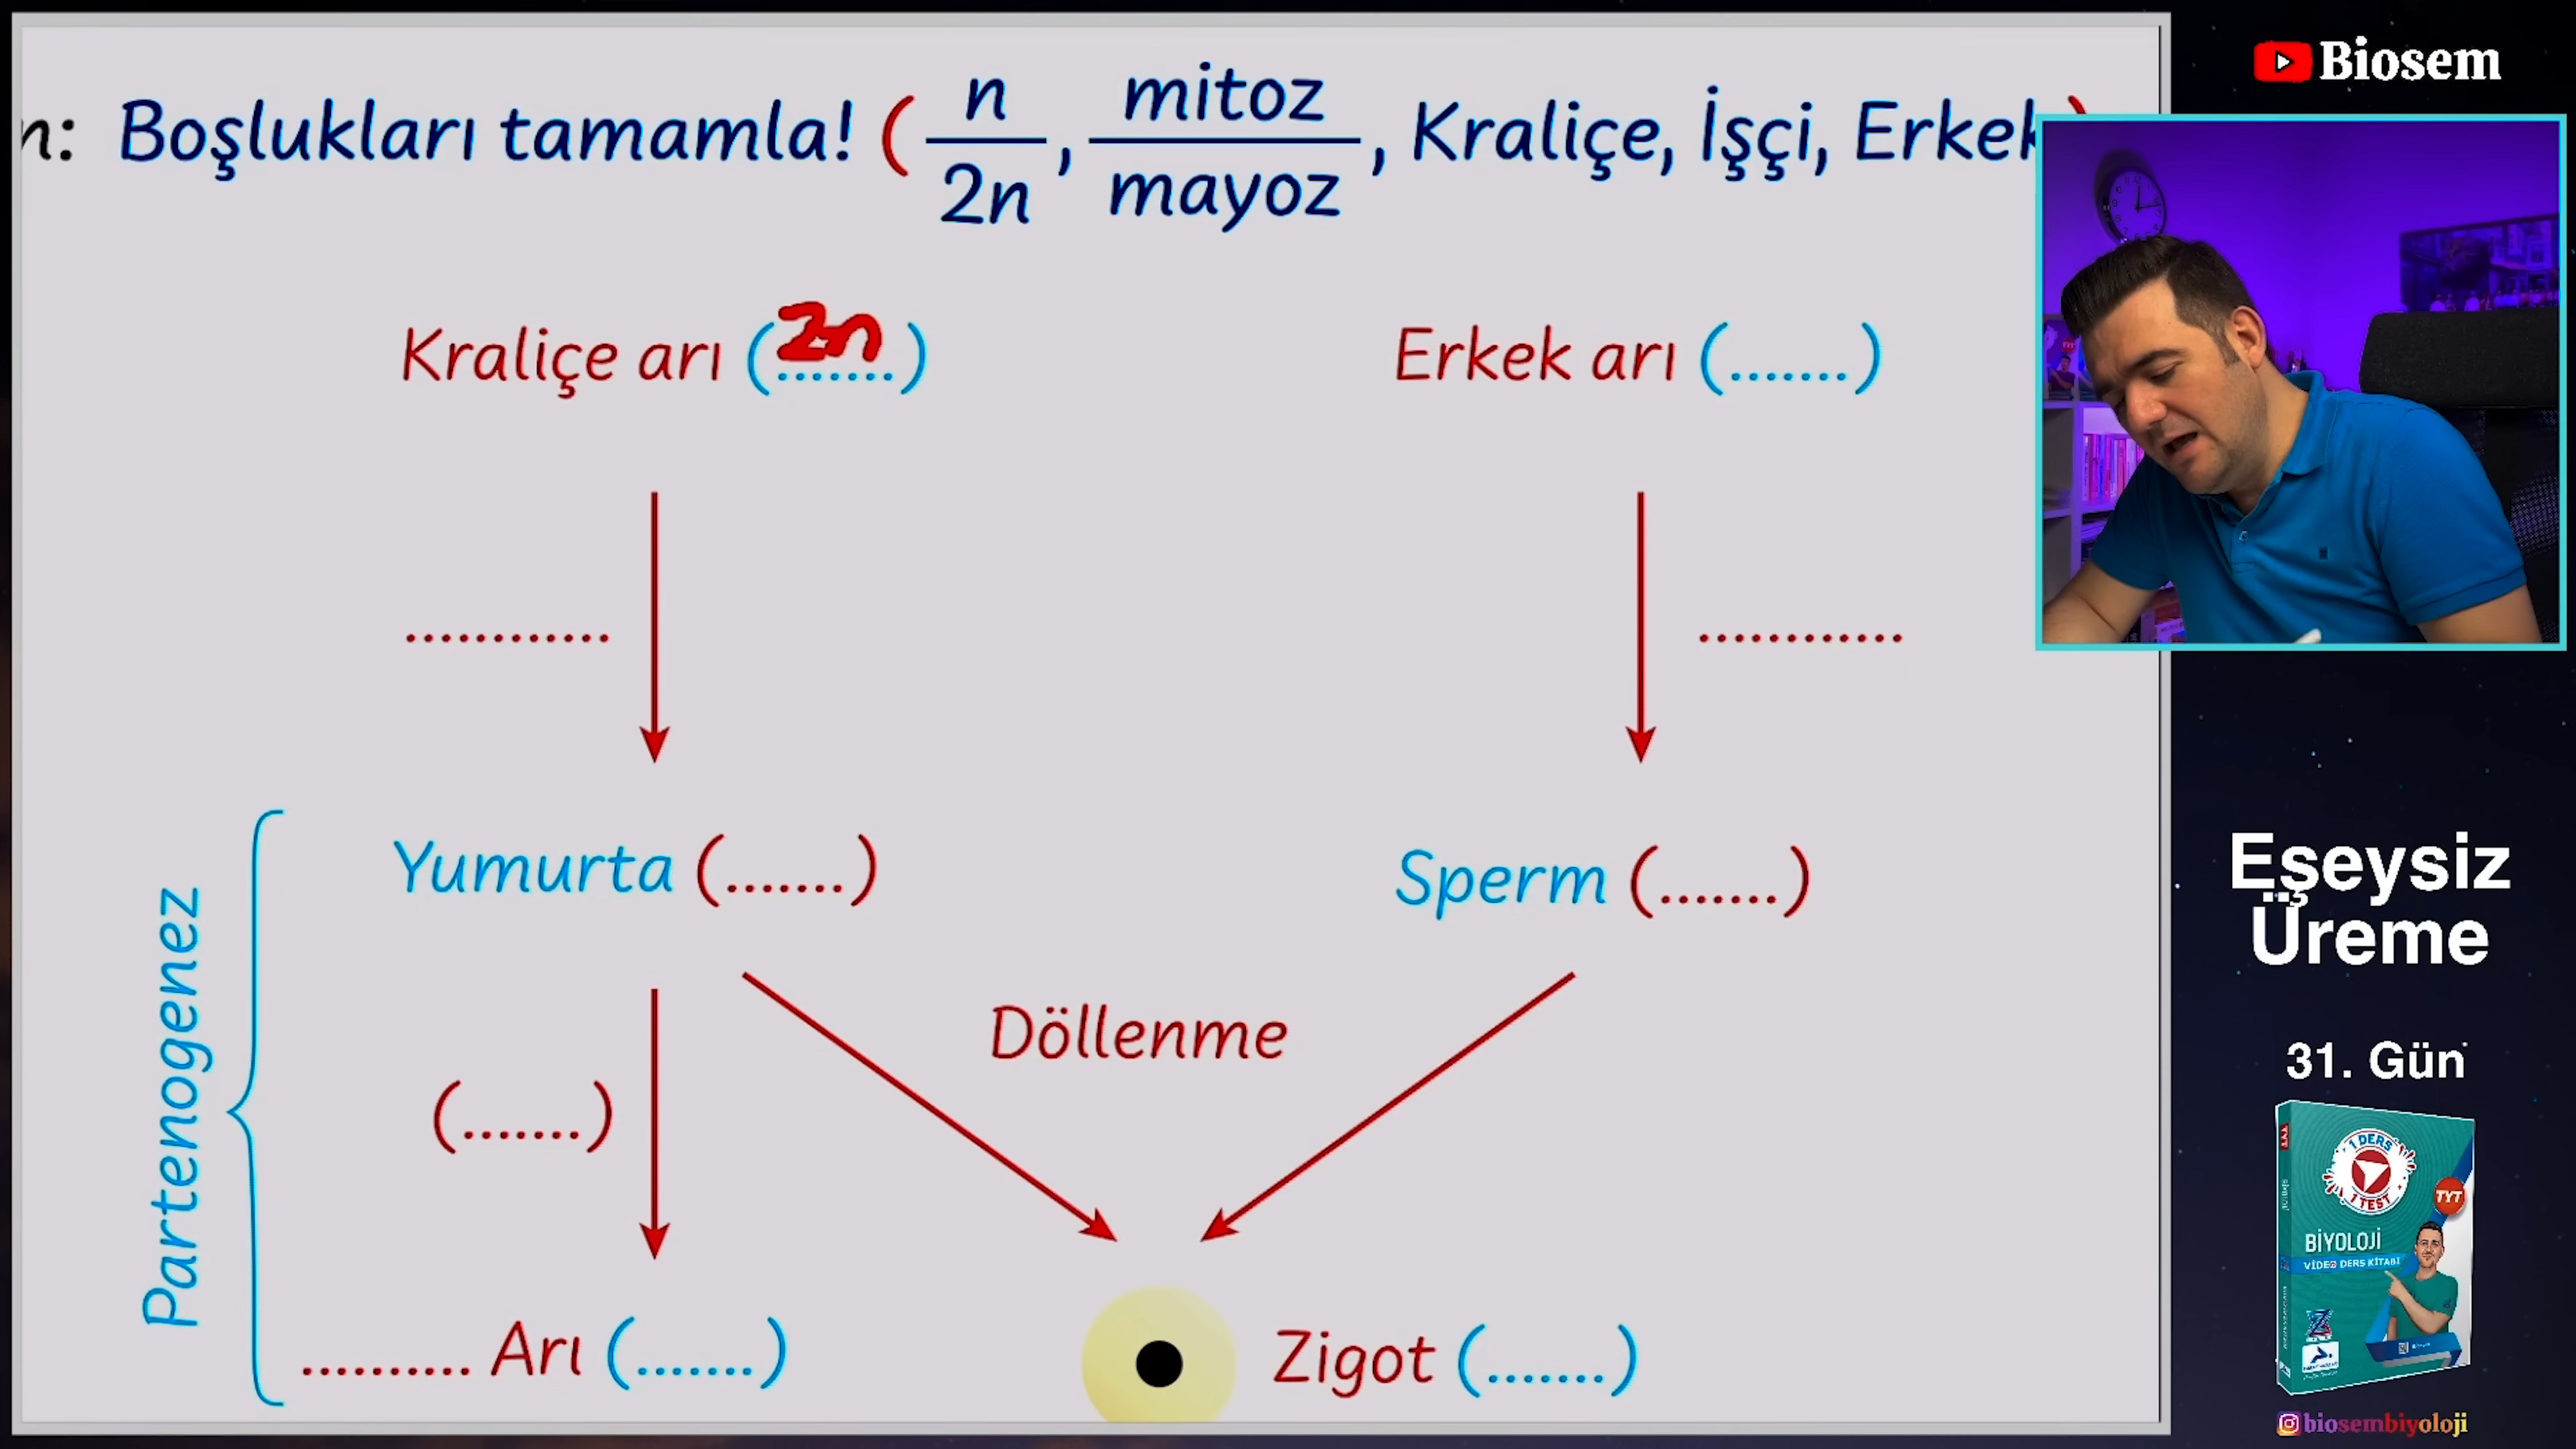 n: Boşlukları tamamla! ( n / 2n , mitoz / mayoz , Kraliçe, İşçi, Erkek)
Kraliçe arı (2n.......)
Erkek arı (.......)
............
............
Yumurta (.......)
Sperm (.......)
Döllenme
(.......)
Partenogenez
.......... Arı (.......)
Zigot (.......)
Biosem
Eşeysiz
Üreme
31. Gün
1 DERS
1 TEST
TYT
BİYOLOJİ
VİDEO DERS KİTABI
biosembiyoloji